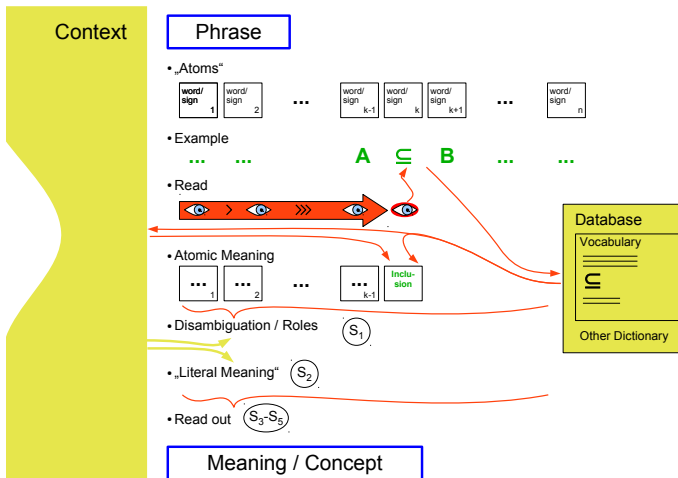 Context
Phrase
• „Atoms“
word/ sign 1 word/ sign 2 ... word/ sign k-1 word/ sign k word/ sign k+1 ... word/ sign n
• Example
... ... A ⊆ B ... ...
• Read
> >>>
Database
Vocabulary
⊆
Other Dictionary
• Atomic Meaning
... 1 ... 2 ... ... k-1 Inclu- sion
• Disambiguation / Roles S1
• „Literal Meaning“ S2
• Read out S3-S5
Meaning / Concept